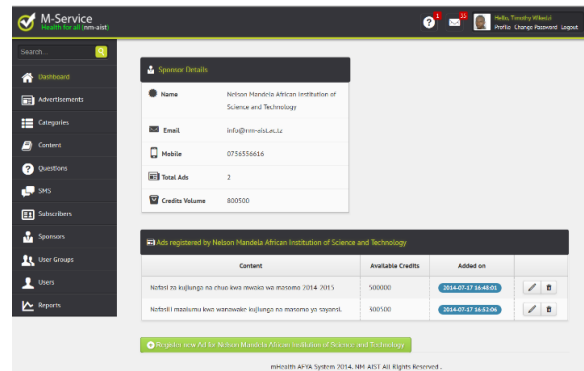 M-Service
Health for all (nm-aist)
1
Hello, Timothy
Profile Change Password Logout
Search...
Dashboard
Advertisements
Categories
Content
Questions
SMS
Subscribers
Sponsors
User Groups
Users
Reports
Sponsor Details
Name Nelson Mandela African Institution of
Science and Technology
Email info@nm-aist.ac.tz
Mobile 0756556616
Total Ads 2
Credits Volume 800500
Ads registered by Nelson Mandela African Institution of Science and Technology
Content Available Credits Added on
Nafasi za kujiunga na chuo kwa mwaka wa masomo 2014-2015 500000 2014-07-17 16:48:01
Nafasi maalumu kwa wanawake kujiunga na masomo ya sayansi. 300500 2014-07-17 16:52:06
Register new Ad for Nelson Mandela African Institution of Science and Technology
mHealth AFYA System 2014. NM AIST All Rights Reserved .